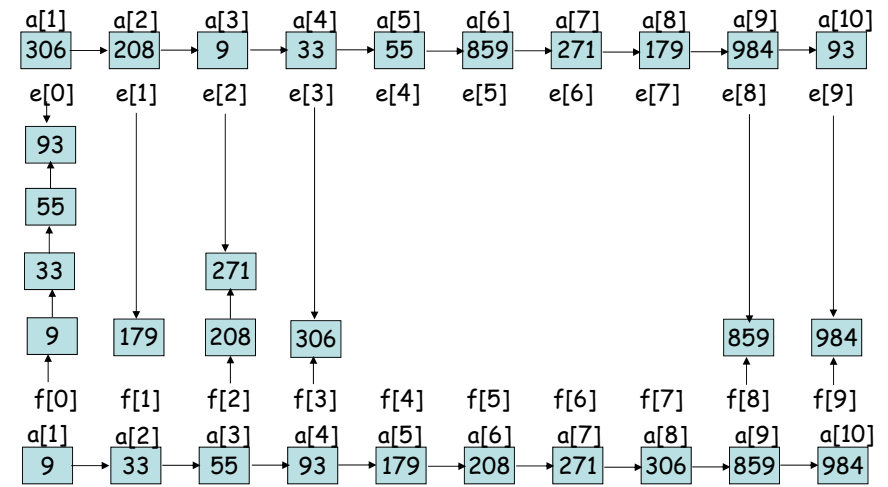 a[1] a[2] a[3] a[4] a[5] a[6] a[7] a[8] a[9] a[10]
306 208 9 33 55 859 271 179 984 93
e[0] e[1] e[2] e[3] e[4] e[5] e[6] e[7] e[8] e[9]
93
55
33 271
9 179 208 306 859 984
f[0] f[1] f[2] f[3] f[4] f[5] f[6] f[7] f[8] f[9]
a[1] a[2] a[3] a[4] a[5] a[6] a[7] a[8] a[9] a[10]
9 33 55 93 179 208 271 306 859 984